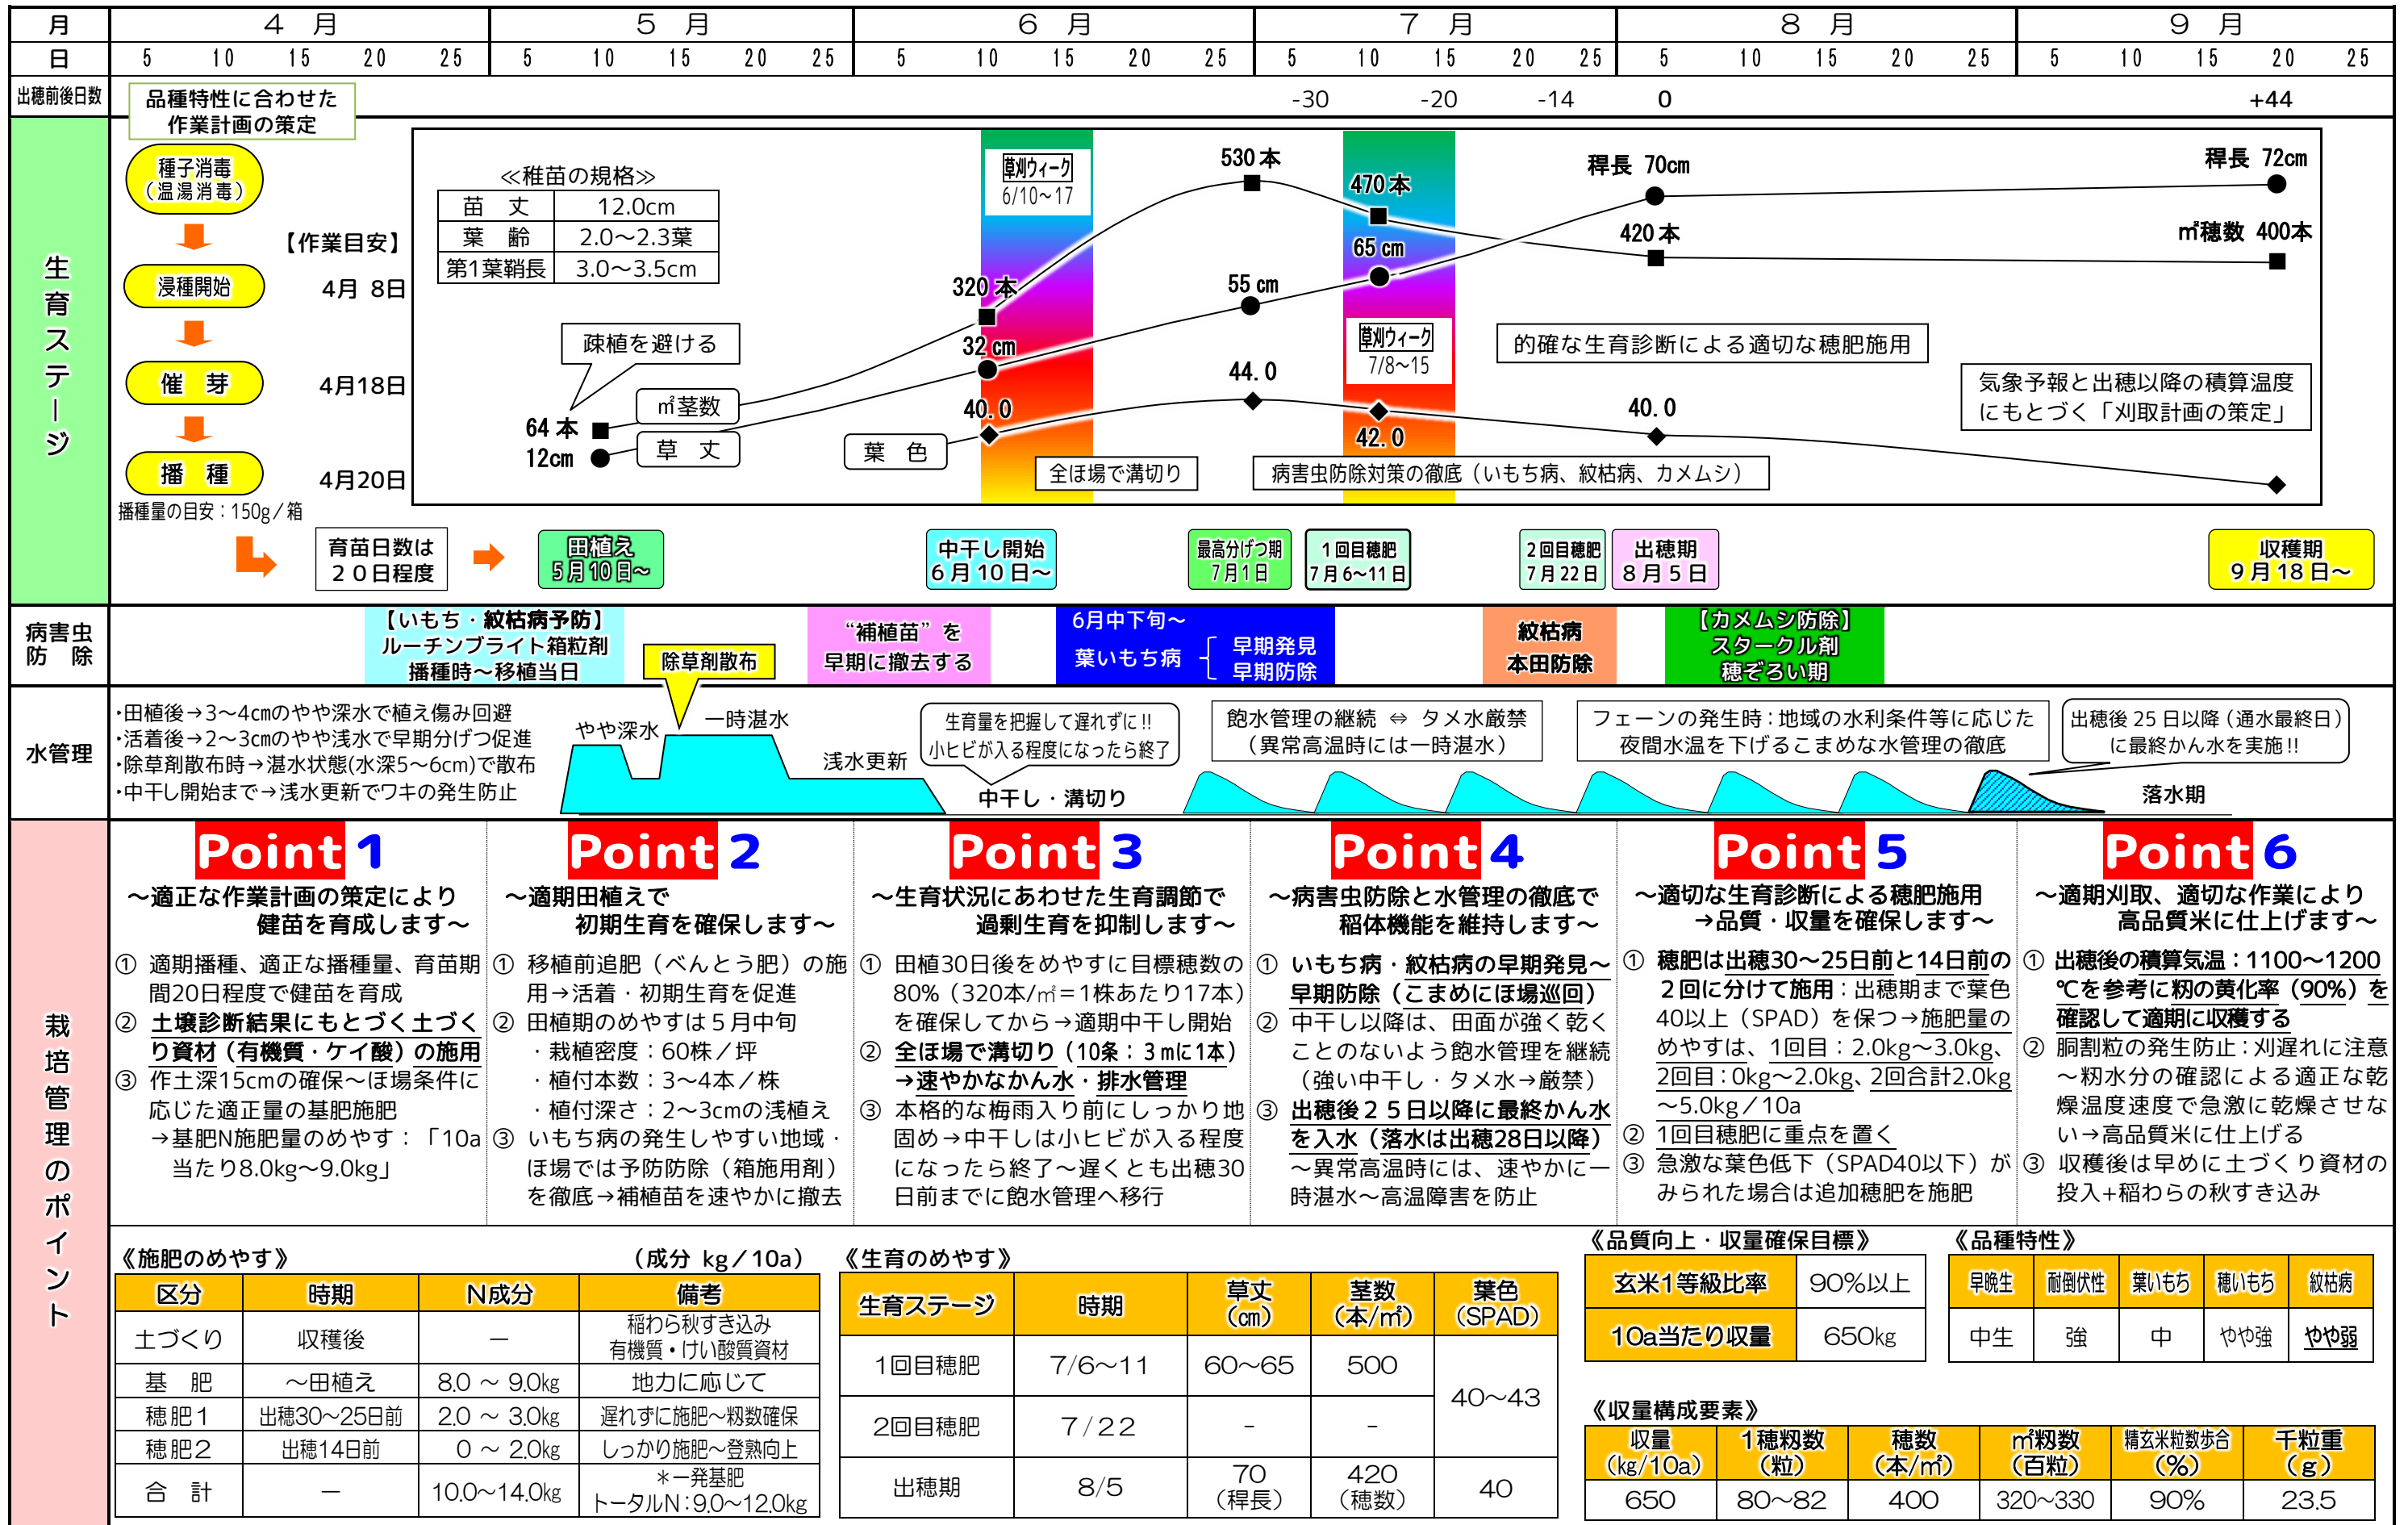 月 4 月 5 月 6 月 7 月 8 月 9 月
日 5 10 15 20 25 5 10 15 20 25 5 10 15 20 25 5 10 15 20 25 5 10 15 20 25 5 10 15 20 25
出穂前後日数 -30 -20 -14 0 +44
品種特性に合わせた
作業計画の策定
生育ステージ
種子消毒
(温湯消毒)
【作業目安】
浸種開始 4月 8日
催 芽 4月18日
播 種 4月20日
播種量の目安：150g／箱
育苗日数は
２０日程度
≪稚苗の規格≫
苗 丈 12.0cm
葉 齢 2.0～2.3葉
第1葉鞘長 3.0～3.5cm
疎植を避ける
㎡茎数
草 丈
葉 色
64 本
12cm
320 本
32 cm
40.0
530 本
55 cm
44.0
470 本
65 cm
42.0
稈長 70cm
420 本
40.0
稈長 72cm
㎡穂数 400本
草刈ウィーク
6/10～17
草刈ウィーク
7/8～15
的確な生育診断による適切な穂肥施用
気象予報と出穂以降の積算温度
にもとづく「刈取計画の策定」
全ほ場で溝切り
病害虫防除対策の徹底（いもち病、紋枯病、カメムシ）
田植え
5月10日～
中干し開始
6月10日～
最高分げつ期
7月1日
1回目穂肥
7月6～11日
2回目穂肥
7月22日
出穂期
8月5日
収穫期
9月18日～
病害虫
防 除
【いもち・紋枯病予防】
ルーチンブライト箱粒剤
播種時～移植当日
除草剤散布
“補植苗”を
早期に撤去する
6月中下旬～
葉いもち病
早期発見
早期防除
紋枯病
本田防除
【カメムシ防除】
スタークル剤
穂ぞろい期
水管理
・田植後→3～4㎝のやや深水で植え傷み回避
・活着後→2～3㎝のやや浅水で早期分げつ促進
・除草剤散布時→湛水状態(水深5～6cm)で散布
・中干し開始まで→浅水更新でワキの発生防止
やや深水
一時湛水
浅水更新
生育量を把握して遅れずに!!
小ヒビが入る程度になったら終了
中干し・溝切り
飽水管理の継続 ⇔ タメ水厳禁
（異常高温時には一時湛水）
フェーンの発生時：地域の水利条件等に応じた
夜間水温を下げるこまめな水管理の徹底
出穂後25日以降（通水最終日）
に最終かん水を実施!!
落水期
栽培管理のポイント
Point 1
～適正な作業計画の策定により
健苗を育成します～
① 適期播種、適正な播種量、育苗期
間20日程度で健苗を育成
② 土壌診断結果にもとづく土づく
り資材（有機質・ケイ酸）の施用
③ 作土深15cmの確保～ほ場条件に
応じた適正量の基肥施肥
→基肥N施肥量のめやす：「10a
当たり8.0kg～9.0kg」
Point 2
～適期田植えで
初期生育を確保します～
① 移植前追肥（べんとう肥）の施
用→活着・初期生育を促進
② 田植期のめやすは５月中旬
・栽植密度：60株／坪
・植付本数：3～4本／株
・植付深さ：2～3cmの浅植え
③ いもち病の発生しやすい地域・
ほ場では予防防除（箱施用剤）
を徹底→補植苗を速やかに撤去
Point 3
～生育状況にあわせた生育調節で
過剰生育を抑制します～
① 田植30日後をめやすに目標穂数の
80%（320本/㎡＝1株あたり17本）
を確保してから→適期中干し開始
② 全ほ場で溝切り（10条：３mに1本）
→速やかなかん水・排水管理
③ 本格的な梅雨入り前にしっかり地
固め→中干しは小ヒビが入る程度
になったら終了～遅くとも出穂30
日前までに飽水管理へ移行
Point 4
～病害虫防除と水管理の徹底で
稲体機能を維持します～
① いもち病・紋枯病の早期発見～
早期防除（こまめにほ場巡回）
② 中干し以降は、田面が強く乾く
ことのないよう飽水管理を継続
（強い中干し・タメ水→厳禁）
③ 出穂後２５日以降に最終かん水
を入水（落水は出穂28日以降）
～異常高温時には、速やかに一
時湛水～高温障害を防止
Point 5
～適切な生育診断による穂肥施用
→品質・収量を確保します～
① 穂肥は出穂30～25日前と14日前の
２回に分けて施用：出穂期まで葉色
40以上（SPAD）を保つ→施肥量の
めやすは、1回目：2.0kg～3.0kg、
2回目：0kg～2.0kg、2回合計2.0kg
～5.0kg／10a
② 1回目穂肥に重点を置く
③ 急激な葉色低下（SPAD40以下）が
みられた場合は追加穂肥を施肥
Point 6
～適期刈取、適切な作業により
高品質米に仕上げます～
① 出穂後の積算気温：1100～1200
℃を参考に籾の黄化率（90%）を
確認して適期に収穫する
② 胴割粒の発生防止：刈遅れに注意
～籾水分の確認による適正な乾
燥温度速度で急激に乾燥させな
い→高品質米に仕上げる
③ 収穫後は早めに土づくり資材の
投入+稲わらの秋すき込み
《施肥のめやす》 （成分 kg／10a）
区分 時期 N成分 備考
土づくり 収穫後 － 稲わら秋すき込み
有機質・けい酸質資材
基 肥 ～田植え 8.0 ～ 9.0kg 地力に応じて
穂肥1 出穂30～25日前 2.0 ～ 3.0kg 遅れずに施肥～籾数確保
穂肥2 出穂14日前 0 ～ 2.0kg しっかり施肥～登熟向上
合 計 － 10.0～14.0kg ＊一発基肥
トータルN：9.0～12.0kg
《生育のめやす》
生育ステージ 時期 草丈（㎝） 茎数（本/㎡） 葉色（SPAD）
1回目穂肥 7/6～11 60～65 500 40～43
2回目穂肥 7/22 - -
出穂期 8/5 70（稈長） 420（穂数） 40
《品質向上・収量確保目標》
玄米1等級比率 90%以上
10a当たり収量 650kg
《品種特性》
早晩生 耐倒伏性 葉いもち 穂いもち 紋枯病
中生 強 中 やや強 やや弱
《収量構成要素》
収量（kg/10a） 1穂籾数（粒） 穂数（本/㎡） ㎡籾数（百粒） 精玄米粒数歩合（%） 千粒重（g）
650 80～82 400 320～330 90% 23.5